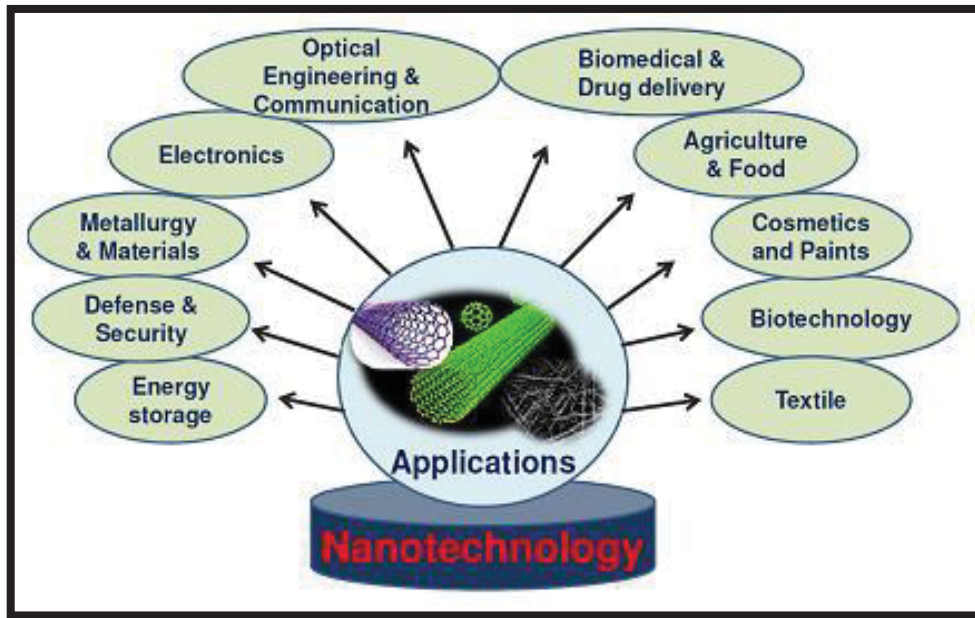 Optical
Engineering &
Communication
Biomedical &
Drug delivery
Electronics
Agriculture
& Food
Metallurgy
& Materials
Cosmetics
and Paints
Defense &
Security
Biotechnology
Energy
storage
Textile
Applications
Nanotechnology